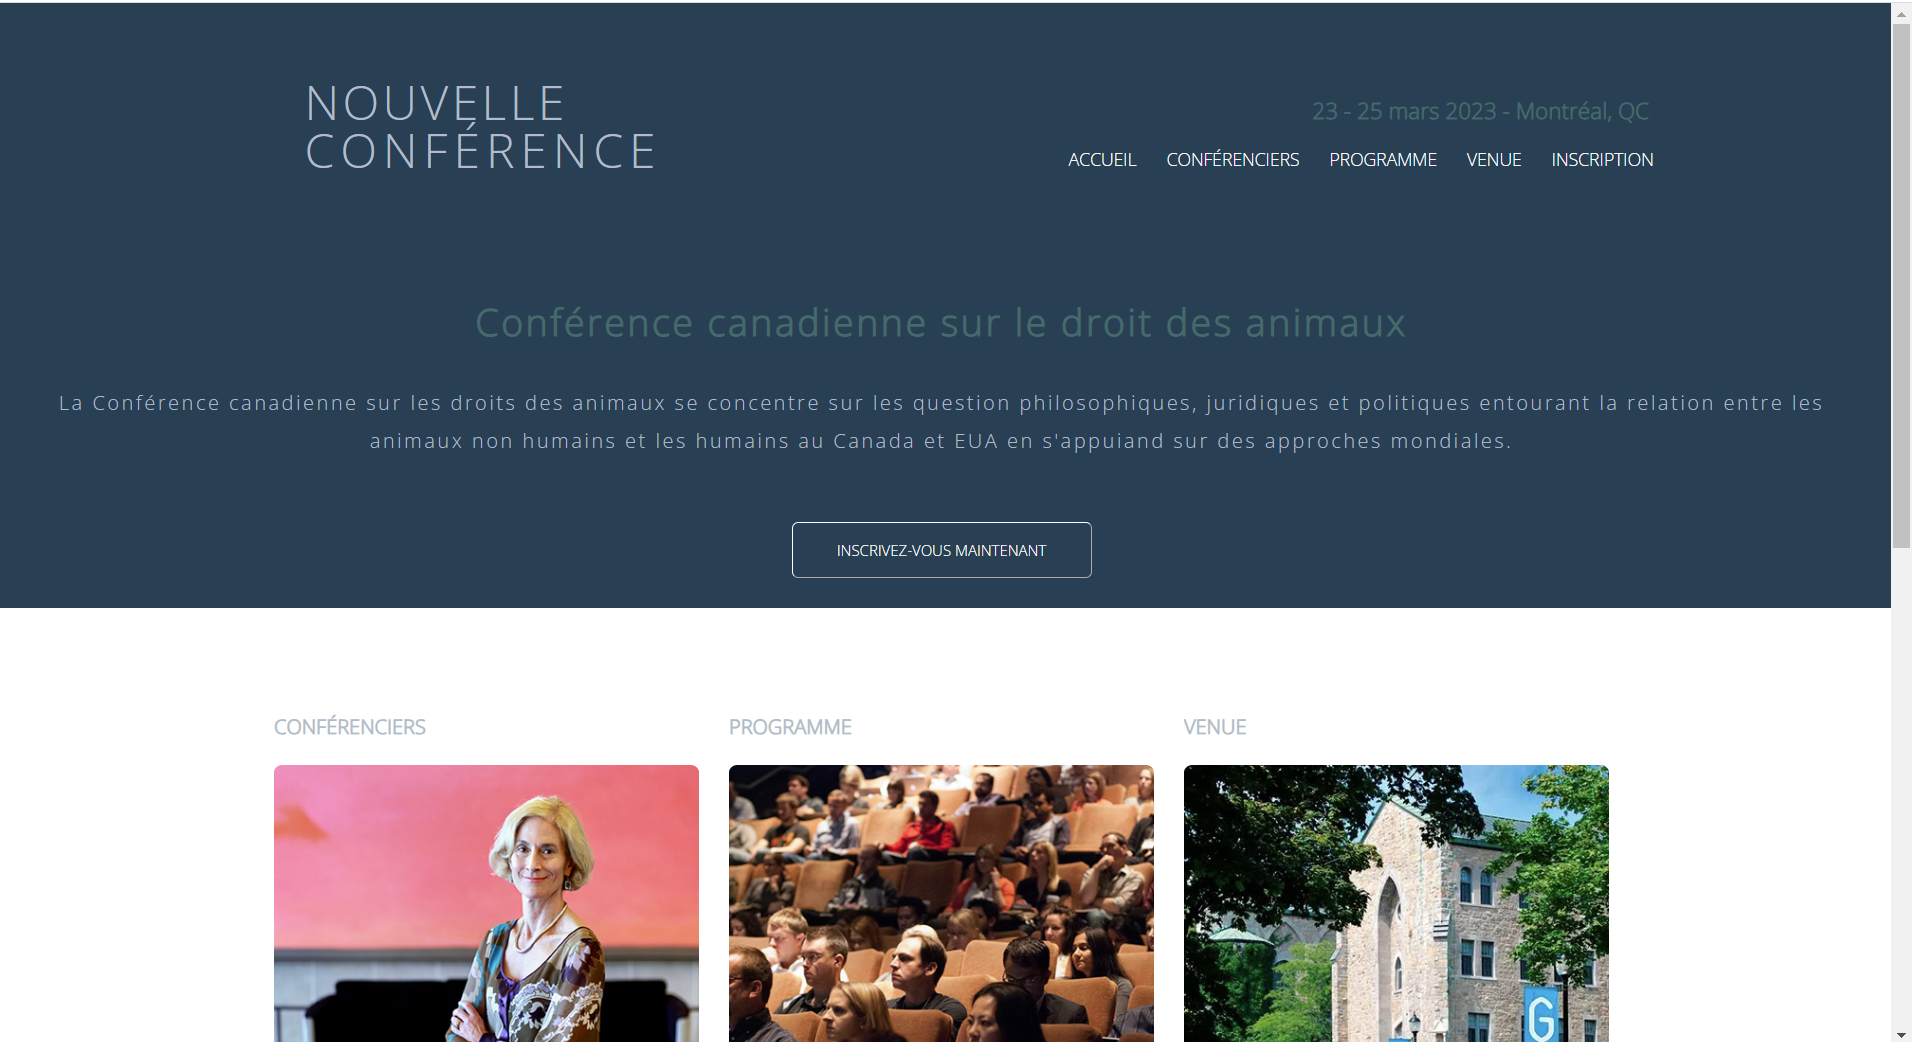 NOUVELLE
CONFÉRENCE
23 - 25 mars 2023 - Montréal, QC
ACCUEIL CONFÉRENCIERS PROGRAMME VENUE INSCRIPTION
Conférence canadienne sur le droit des animaux
La Conférence canadienne sur les droits des animaux se concentre sur les question philosophiques, juridiques et politiques entourant la relation entre les
animaux non humains et les humains au Canada et EUA en s'appuiand sur des approches mondiales.
INSCRIVEZ-VOUS MAINTENANT
CONFÉRENCIERS PROGRAMME VENUE
G